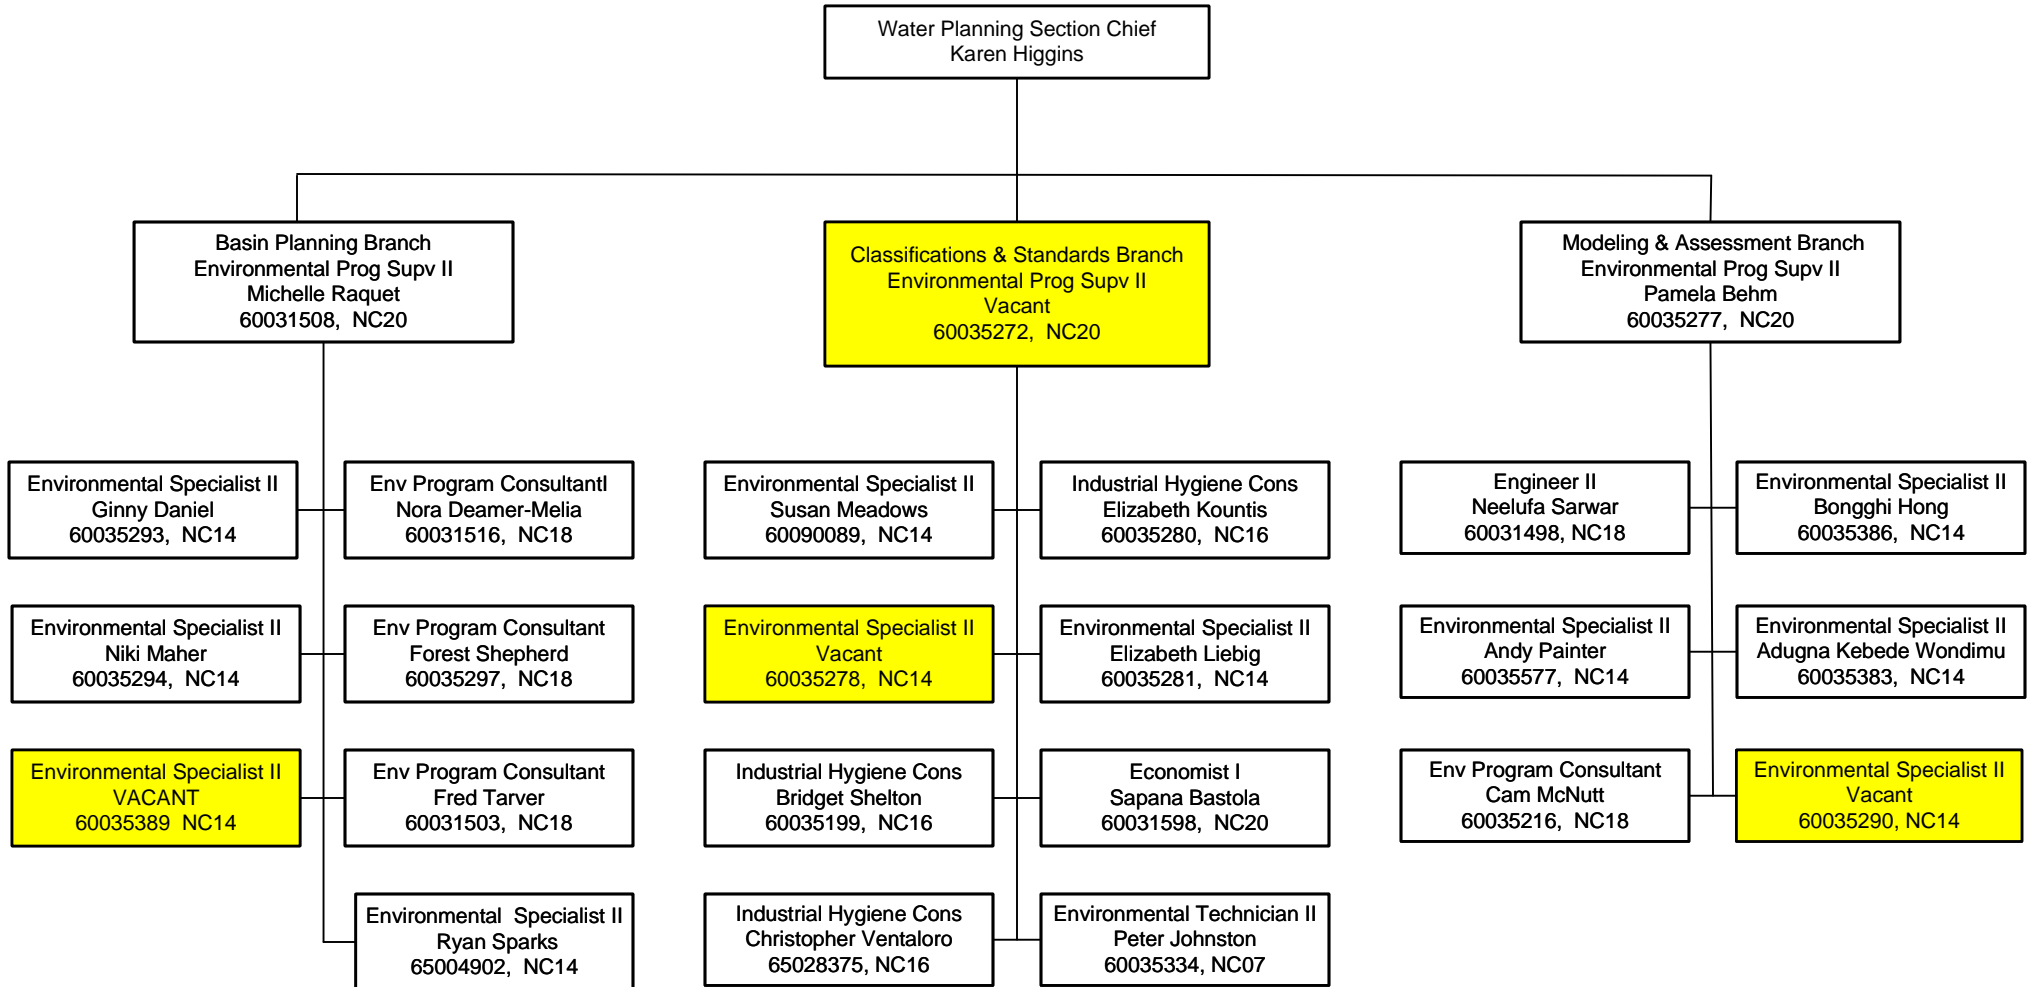 Water Planning Section Chief
Karen Higgins
Basin Planning Branch
Environmental Prog Supv II
Michelle Raquet
60031508, NC20
Classifications & Standards Branch
Environmental Prog Supv II
Vacant
60035272, NC20
Modeling & Assessment Branch
Environmental Prog Supv II
Pamela Behm
60035277, NC20
Environmental Specialist II
Ginny Daniel
60035293, NC14
Env Program ConsultantI
Nora Deamer-Melia
60031516, NC18
Environmental Specialist II
Susan Meadows
60090089, NC14
Industrial Hygiene Cons
Elizabeth Kountis
60035280, NC16
Engineer II
Neelufa Sarwar
60031498, NC18
Environmental Specialist II
Bongghi Hong
60035386, NC14
Environmental Specialist II
Niki Maher
60035294, NC14
Env Program Consultant
Forest Shepherd
60035297, NC18
Environmental Specialist II
Vacant
60035278, NC14
Environmental Specialist II
Elizabeth Liebig
60035281, NC14
Environmental Specialist II
Andy Painter
60035577, NC14
Environmental Specialist II
Adugna Kebede Wondimu
60035383, NC14
Environmental Specialist II
VACANT
60035389 NC14
Env Program Consultant
Fred Tarver
60031503, NC18
Industrial Hygiene Cons
Bridget Shelton
60035199, NC16
Economist I
Sapana Bastola
60031598, NC20
Env Program Consultant
Cam McNutt
60035216, NC18
Environmental Specialist II
Vacant
60035290, NC14
Environmental Specialist II
Ryan Sparks
65004902, NC14
Industrial Hygiene Cons
Christopher Ventaloro
65028375, NC16
Environmental Technician II
Peter Johnston
60035334, NC07